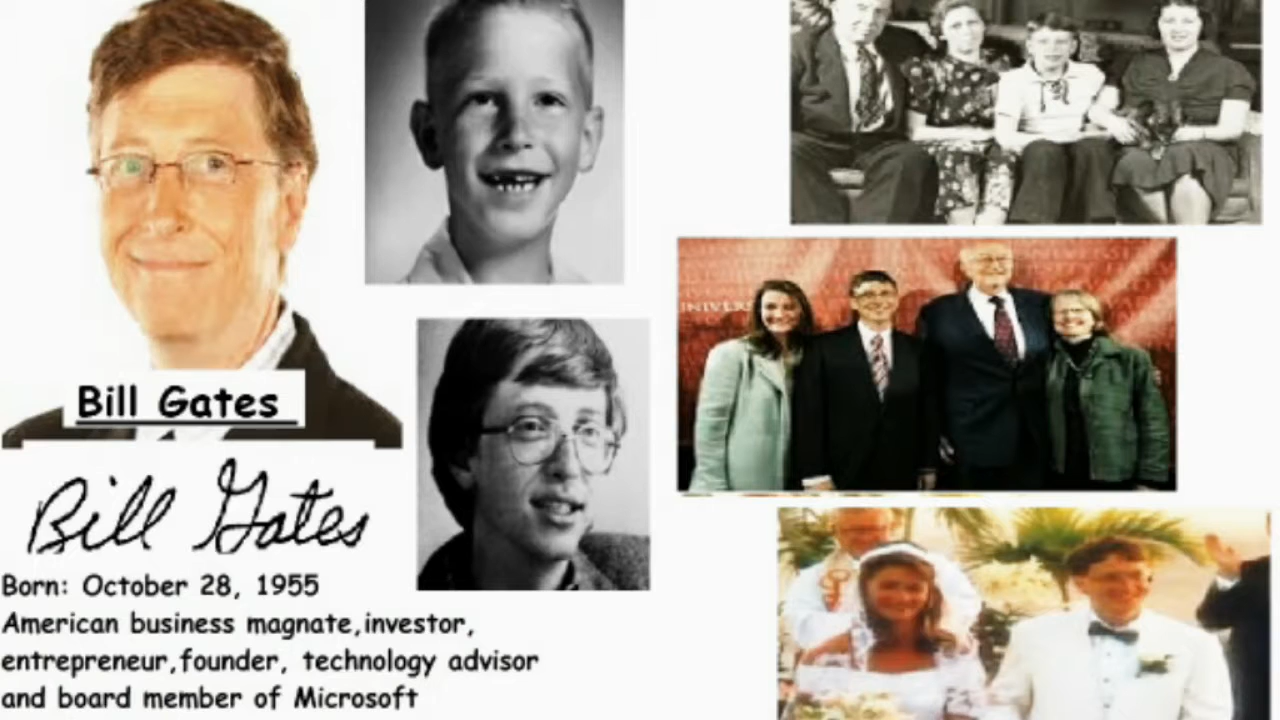 Bill Gates
Bill Gates
Born: October 28, 1955
American business magnate,investor,
entrepreneur,founder, technology advisor
and board member of Microsoft